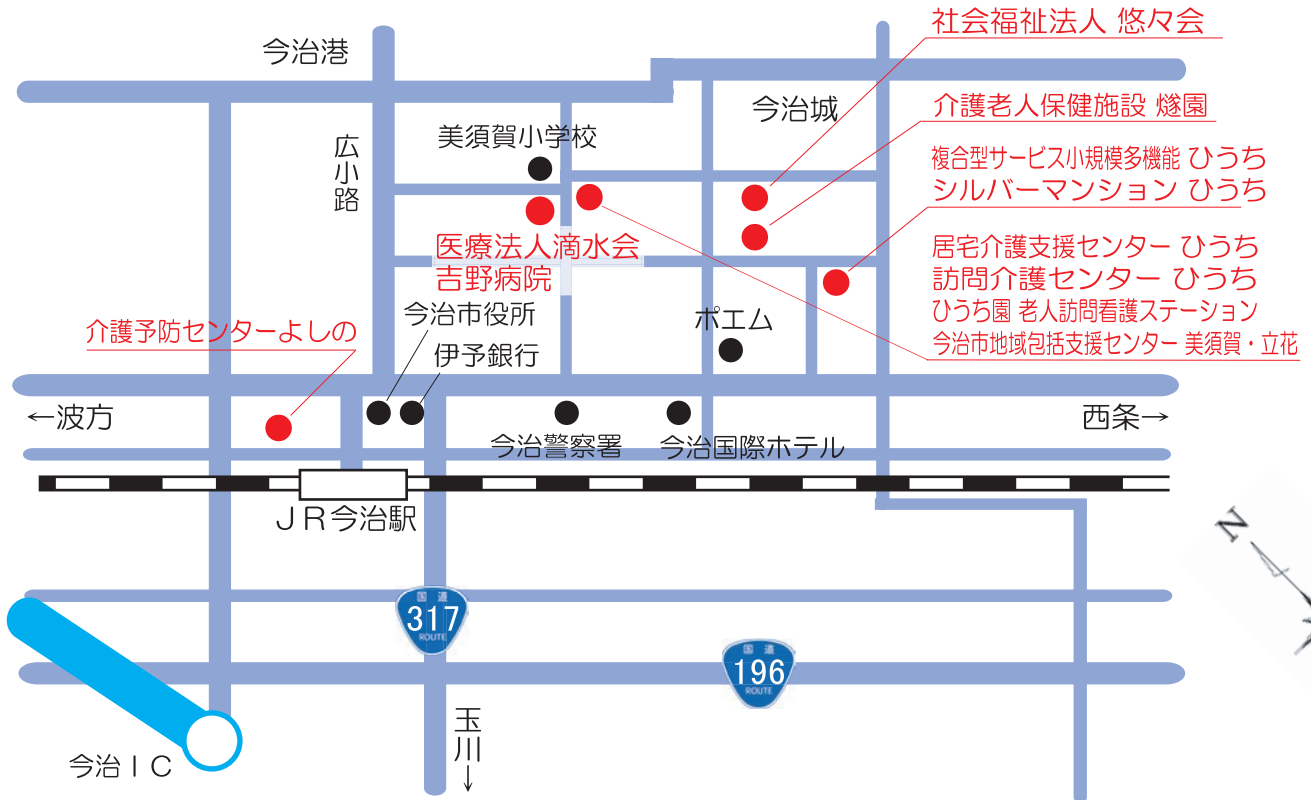 今治港
広小路
美須賀小学校
今治城
社会福祉法人 悠々会
介護老人保健施設 燧園
複合型サービス小規模多機能 ひうち
シルバーマンション ひうち
医療法人滴水会
吉野病院
居宅介護支援センター ひうち
訪問介護センター ひうち
ひうち園 老人訪問看護ステーション
今治市地域包括支援センター 美須賀・立花
介護予防センターよしの
今治市役所
伊予銀行
ポエム
←波方
西条→
今治警察署
今治国際ホテル
JR今治駅
N
国道
317
ROUTE
国道
196
ROUTE
玉川↓
今治IC